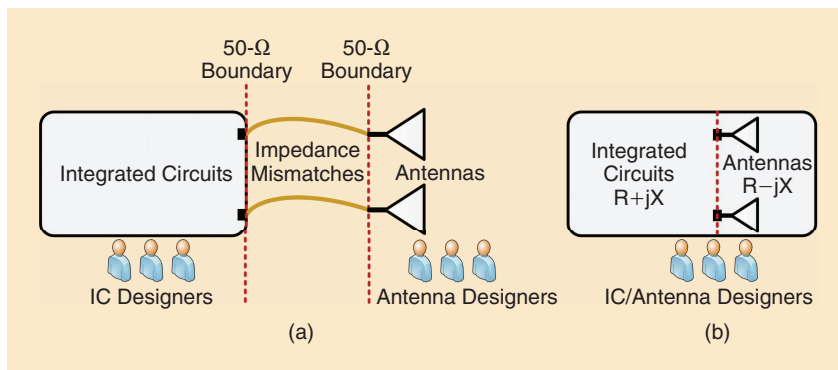 50-Ω
Boundary
50-Ω
Boundary
Integrated Circuits
Impedance
Mismatches
Antennas
IC Designers
Antenna Designers
(a)
Integrated
Circuits
R+jX
Antennas
R−jX
IC/Antenna Designers
(b)